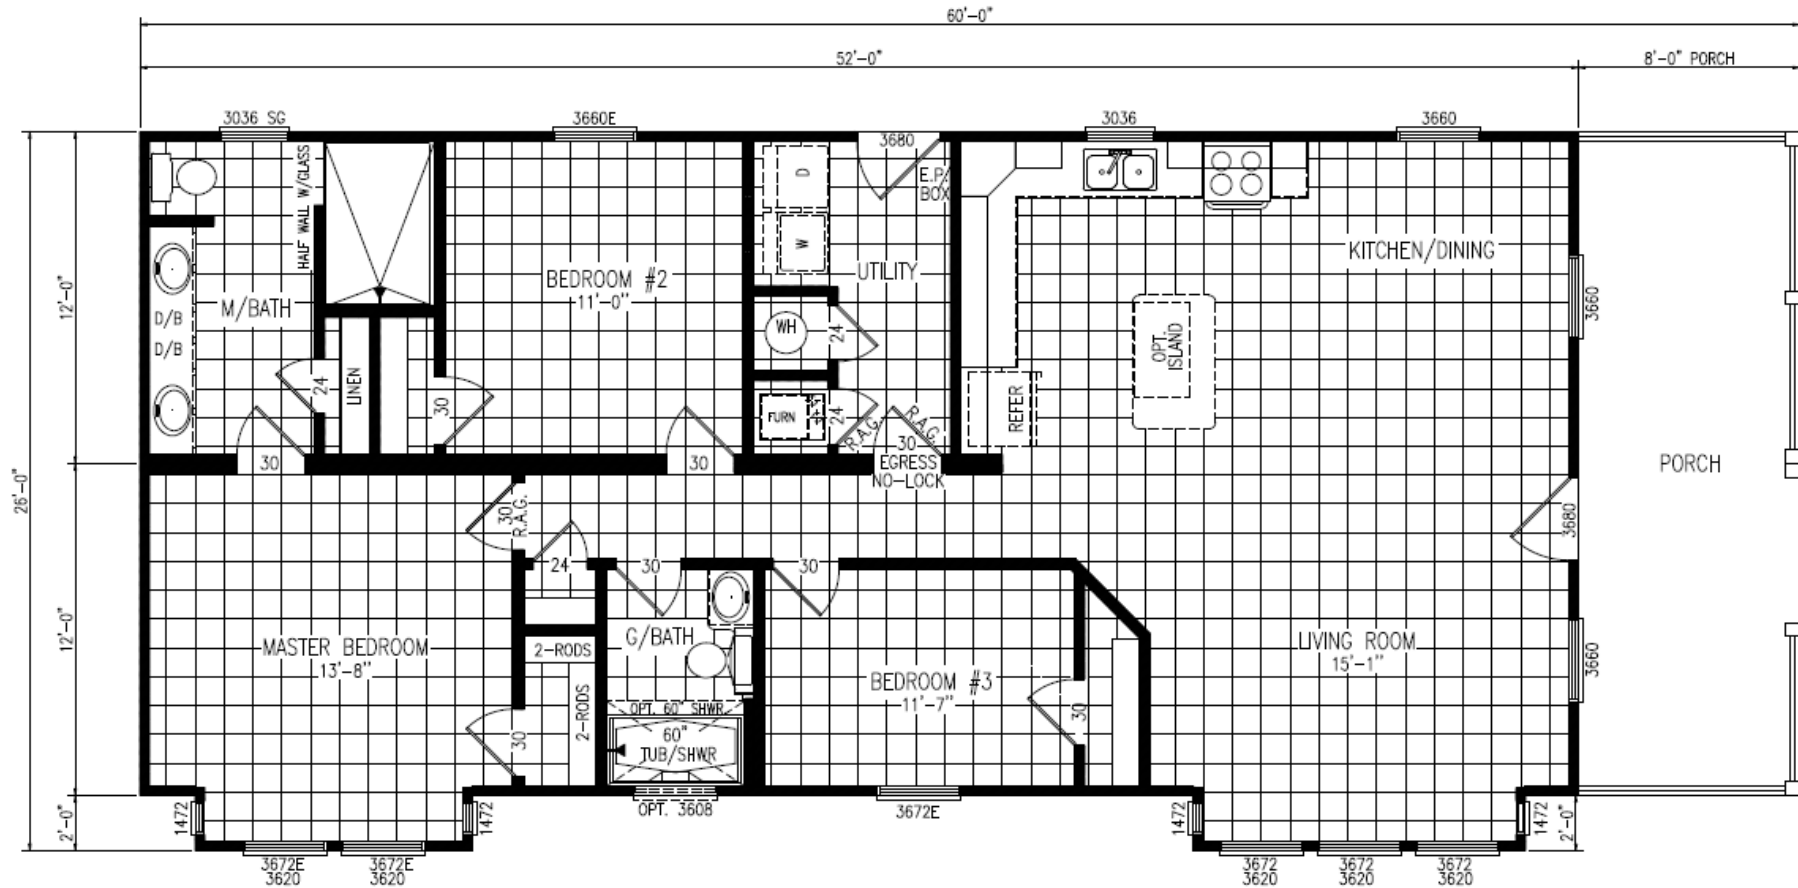 60'-0"
52'-0"
8'-0" PORCH
3036 SG
3660E
3680
3036
3660
HALF WALL W/GLASS
D
E.P.
BOX
W
KITCHEN/DINING
BEDROOM #2
11'-0"
UTILITY
12'-0"
M/BATH
D/B
D/B
WH
24
OPT.
ISLAND
3660
24
LINEN
30
FURN
24
R.A.G.
R.A.G.
REFER
30
30
30
EGRESS
NO-LOCK
PORCH
26'-0"
30
R.A.G.
3680
24
30
30
12'-0"
MASTER BEDROOM
13'-8"
G/BATH
2-RODS
LIVING ROOM
15'-1"
3660
BEDROOM #3
11'-7"
2-RODS
OPT. 60" SHWR
30
30
60"
TUB/SHWR
2'-0"
1472
1472
OPT. 3608
3672E
1472
1472
2'-0"
3672E
3620
3672E
3620
3672
3620
3672
3620
3672
3620